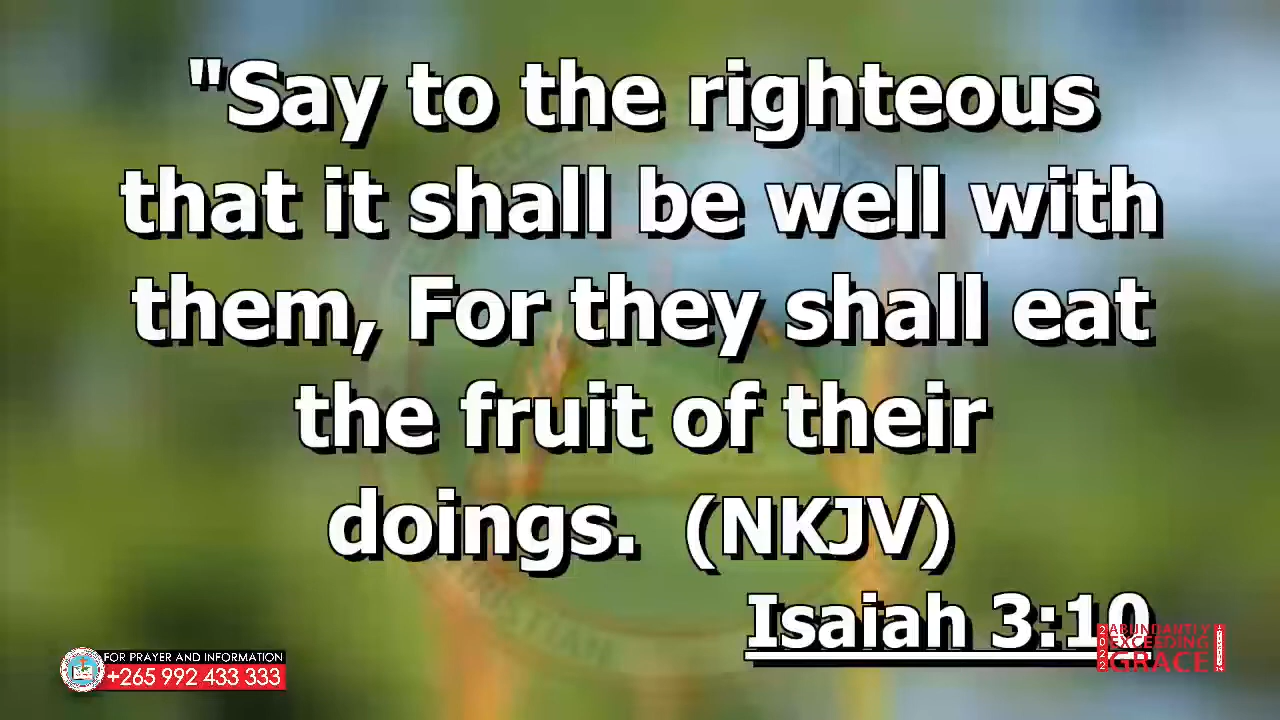 "Say to the righteous
that it shall be well with
them, For they shall eat
the fruit of their
doings. (NKJV)
Isaiah 3:10
FOR PRAYER AND INFORMATION
+265 992 433 333
2022
ABUNDANTLY
EXCEEDING
GRACE